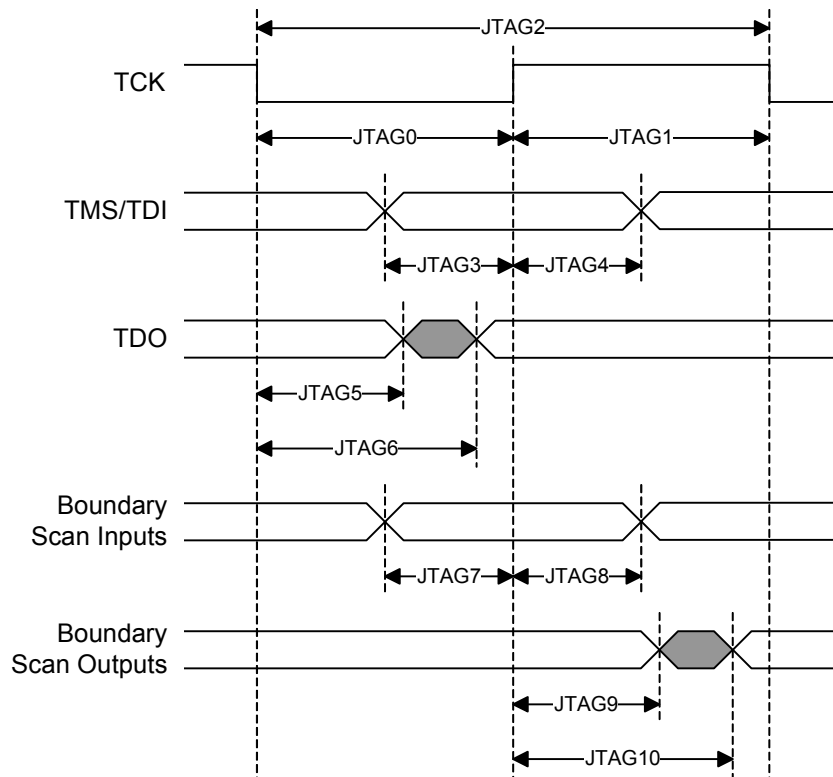 JTAG2
TCK
JTAG0
JTAG1
TMS/TDI
JTAG3
JTAG4
TDO
JTAG5
JTAG6
Boundary
Scan Inputs
JTAG7
JTAG8
Boundary
Scan Outputs
JTAG9
JTAG10